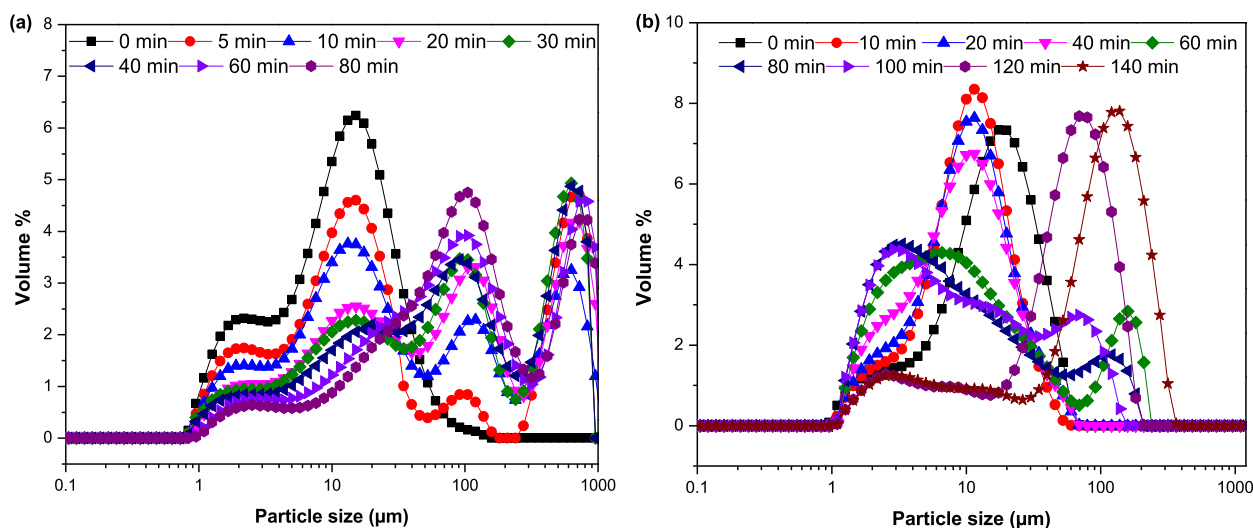 (a)
0 min 5 min 10 min 20 min 30 min
40 min 60 min 80 min
8
7
6
5
4
3
2
1
0
Volume %
0.1 1 10 100 1000
Particle size (µm)
(b)
0 min 10 min 20 min 40 min 60 min
80 min 100 min 120 min 140 min
10
8
6
4
2
0
Volume %
0.1 1 10 100 1000
Particle size (µm)